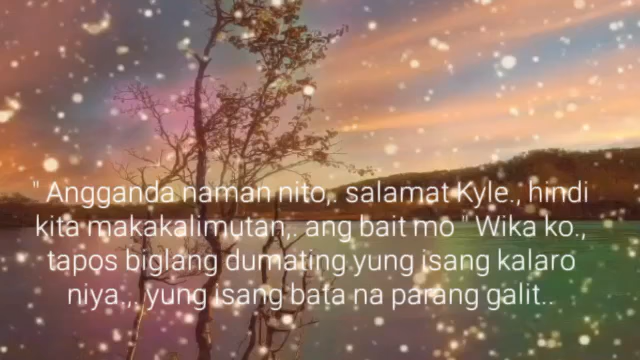 " Angganda naman nito,. salamat Kyle., hindi
kita makakalimutan,. ang bait mo " Wika ko.,
tapos biglang dumating yung isang kalaro
niya.,. yung isang bata na parang galit..